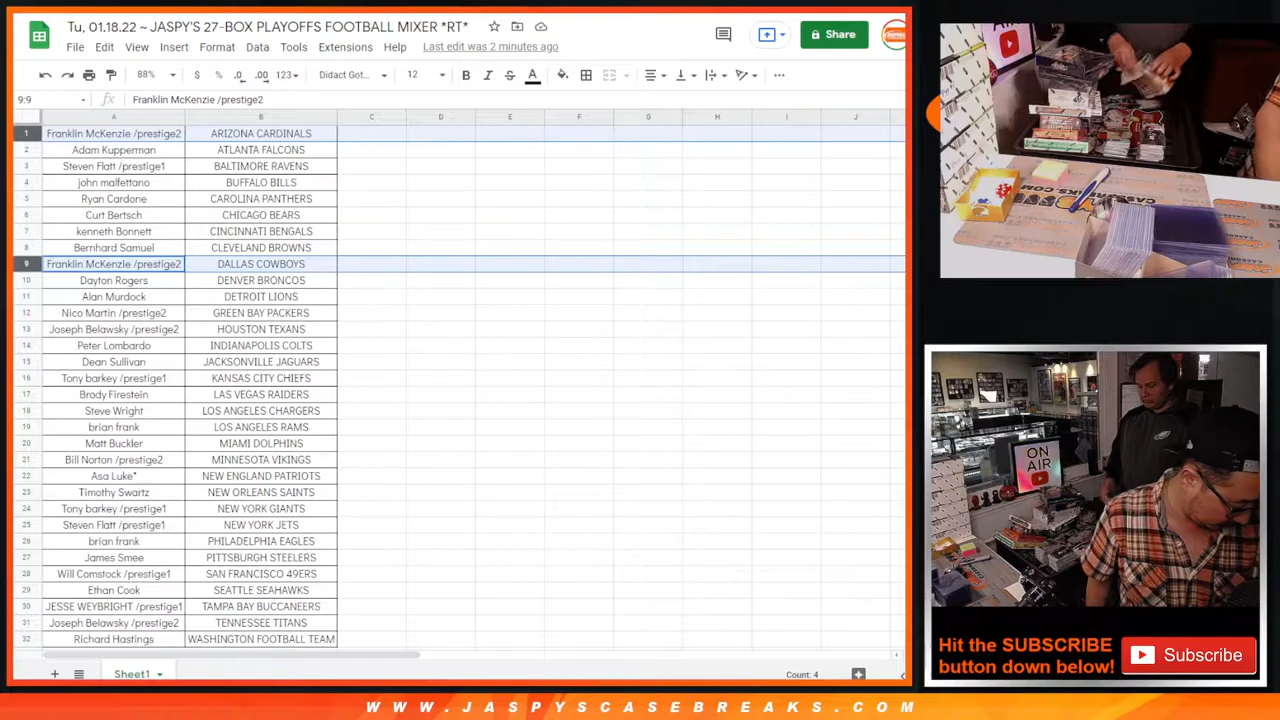 Tu, 01.18.22 ~ JASPY'S 27-BOX PLAYOFFS FOOTBALL MIXER *RT*
File Edit View Insert Format Data Tools Extensions Help Last edit was 2 minutes ago
Share
88% $ % .0 .00 123 Didact Got... 12 B I S A
9:9 fx Franklin McKenzie /prestige2
A B C D E F G H I J
1 Franklin McKenzie /prestige2 ARIZONA CARDINALS
2 Adam Kupperman ATLANTA FALCONS
3 Steven Flatt /prestige1 BALTIMORE RAVENS
4 john malfettano BUFFALO BILLS
5 Ryan Cardone CAROLINA PANTHERS
6 Curt Bertsch CHICAGO BEARS
7 kenneth Bonnett CINCINNATI BENGALS
8 Bernhard Samuel CLEVELAND BROWNS
9 Franklin McKenzie /prestige2 DALLAS COWBOYS
10 Dayton Rogers DENVER BRONCOS
11 Alan Murdock DETROIT LIONS
12 Nico Martin /prestige2 GREEN BAY PACKERS
13 Joseph Belawsky /prestige2 HOUSTON TEXANS
14 Peter Lombardo INDIANAPOLIS COLTS
15 Dean Sullivan JACKSONVILLE JAGUARS
16 Tony barkey /prestige1 KANSAS CITY CHIEFS
17 Brody Firestein LAS VEGAS RAIDERS
18 Steve Wright LOS ANGELES CHARGERS
19 brian frank LOS ANGELES RAMS
20 Matt Buckler MIAMI DOLPHINS
21 Bill Norton /prestige2 MINNESOTA VIKINGS
22 Asa Luke* NEW ENGLAND PATRIOTS
23 Timothy Swartz NEW ORLEANS SAINTS
24 Tony barkey /prestige1 NEW YORK GIANTS
25 Steven Flatt /prestige1 NEW YORK JETS
26 brian frank PHILADELPHIA EAGLES
27 James Smee PITTSBURGH STEELERS
28 Will Comstock /prestige1 SAN FRANCISCO 49ERS
29 Ethan Cook SEATTLE SEAHAWKS
30 JESSE WEYBRIGHT /prestige1 TAMPA BAY BUCCANEERS
31 Joseph Belawsky /prestige2 TENNESSEE TITANS
32 Richard Hastings WASHINGTON FOOTBALL TEAM
Sheet1
Count: 4
ON
AIR
Hit the SUBSCRIBE
button down below!
Subscribe
WWW.JASPYSCASEBREAKS.COM